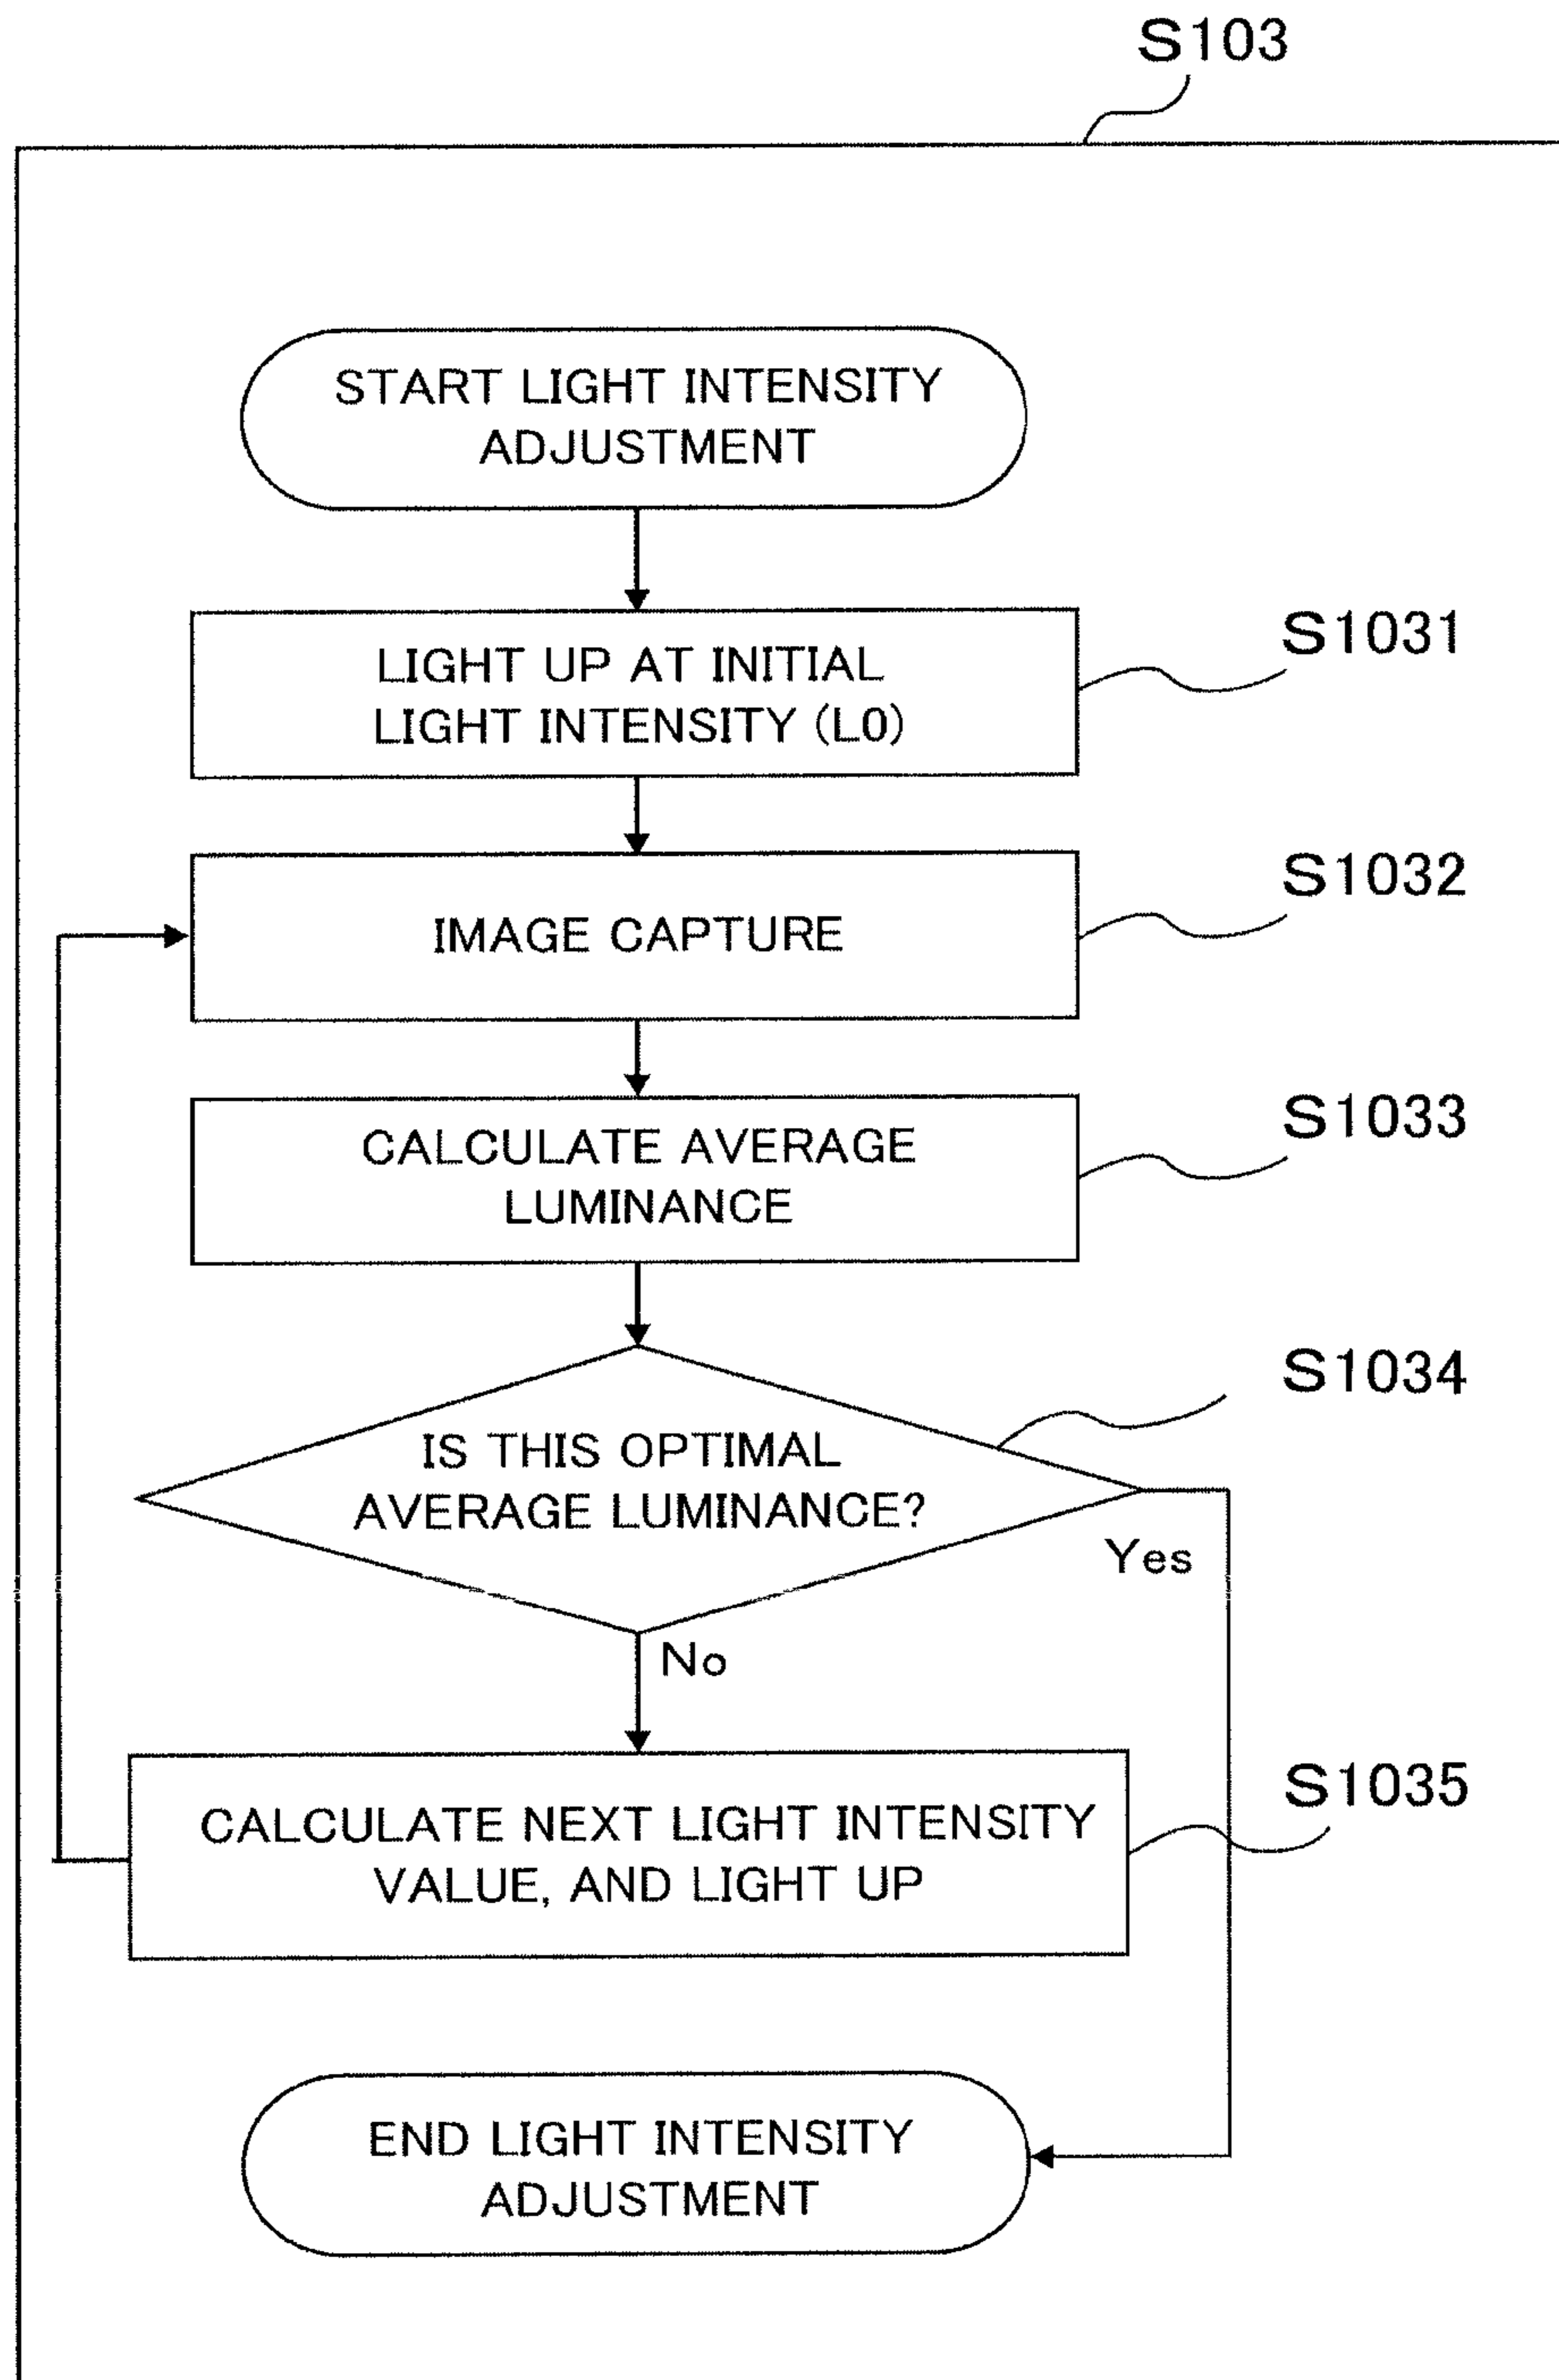 S103
START LIGHT INTENSITY
ADJUSTMENT
S1031
LIGHT UP AT INITIAL
LIGHT INTENSITY (L0)
S1032
IMAGE CAPTURE
S1033
CALCULATE AVERAGE
LUMINANCE
S1034
IS THIS OPTIMAL
AVERAGE LUMINANCE?
Yes
No
S1035
CALCULATE NEXT LIGHT INTENSITY
VALUE, AND LIGHT UP
END LIGHT INTENSITY
ADJUSTMENT